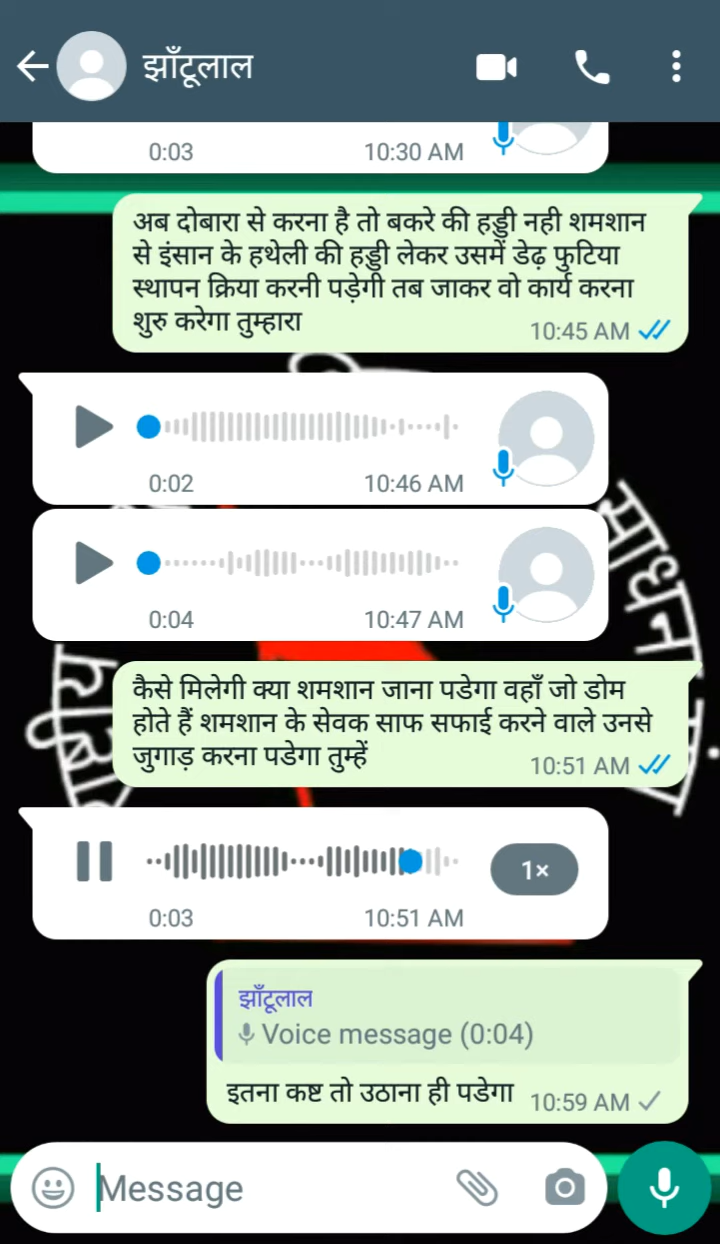 झाँटूलाल
0:03 10:30 AM
अब दोबारा से करना है तो बकरे की हड्डी नही शमशान
से इंसान के हथेली की हड्डी लेकर उसमें डेढ़ फुटिया
स्थापन क्रिया करनी पड़ेगी तब जाकर वो कार्य करना
शुरु करेगा तुम्हारा
10:45 AM
0:02 10:46 AM
0:04 10:47 AM
साधन
कैसे मिलेगी क्या शमशान जाना पडेगा वहाँ जो डोम
होते हैं शमशान के सेवक साफ सफाई करने वाले उनसे
जुगाड़ करना पडेगा तुम्हें
10:51 AM
1×
0:03 10:51 AM
झाँटूलाल
Voice message (0:04)
इतना कष्ट तो उठाना ही पडेगा 10:59 AM
Message